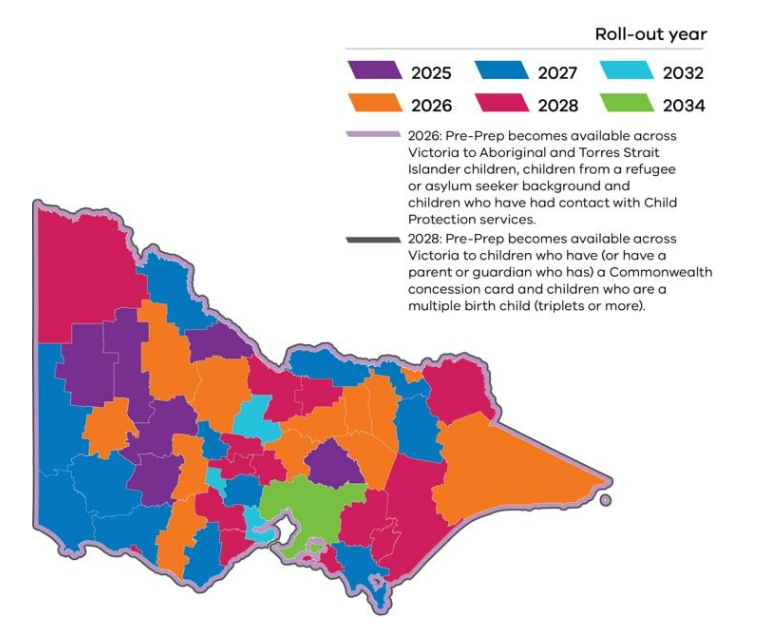 Roll-out year
2025 2027 2032
2026 2028 2034
2026: Pre-Prep becomes available across
Victoria to Aboriginal and Torres Strait
Islander children, children from a refugee
or asylum seeker background and
children who have had contact with Child
Protection services.
2028: Pre-Prep becomes available across
Victoria to children who have (or have a
parent or guardian who has) a Commonwealth
concession card and children who are a
multiple birth child (triplets or more).